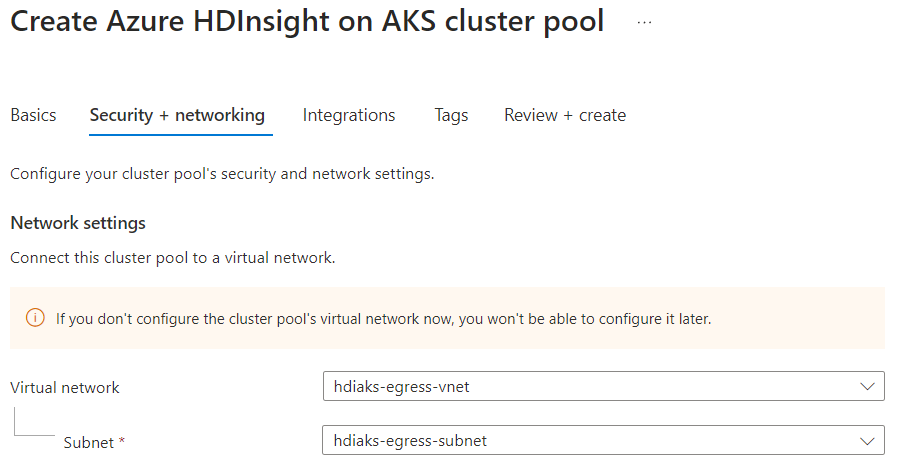 Create Azure HDInsight on AKS cluster pool ...
Basics Security + networking Integrations Tags Review + create
Configure your cluster pool's security and network settings.
Network settings
Connect this cluster pool to a virtual network.
If you don't configure the cluster pool's virtual network now, you won't be able to configure it later.
Virtual network hdiaks-egress-vnet
Subnet * hdiaks-egress-subnet